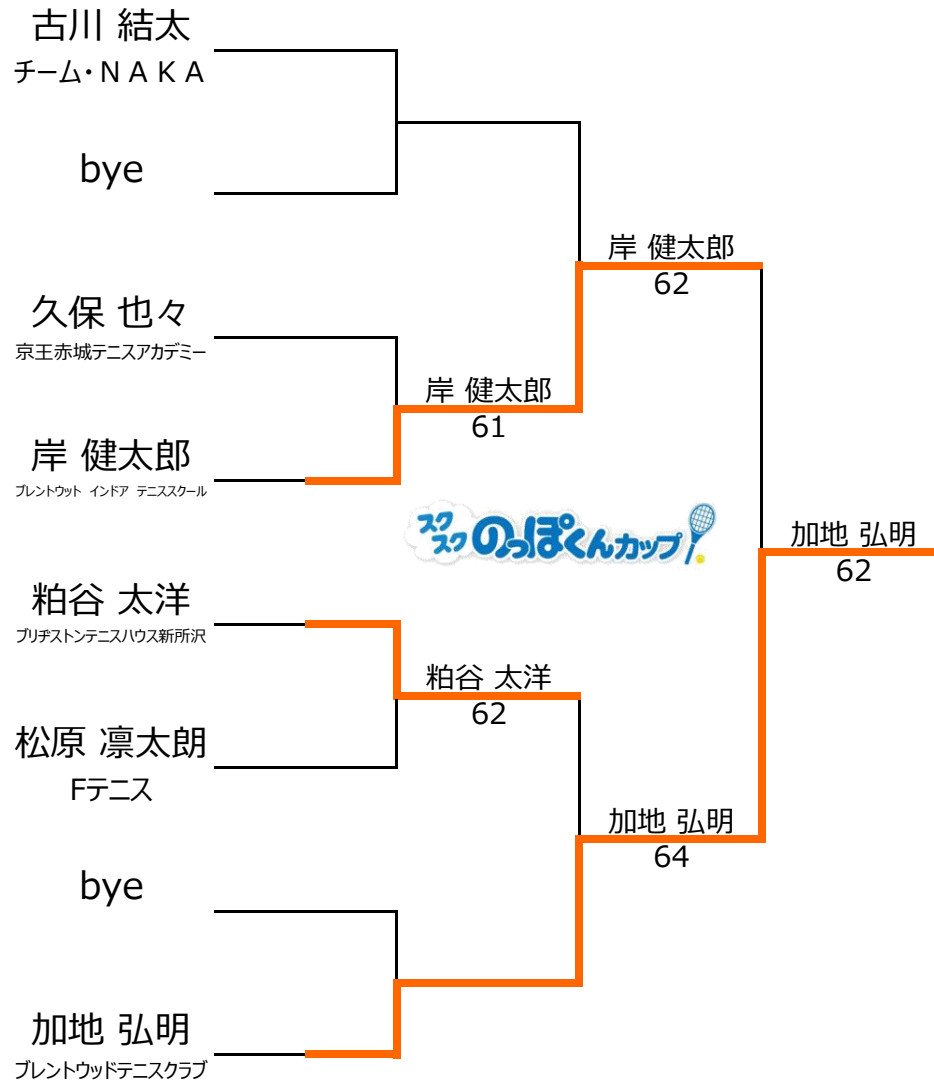 古川 結太
チーム・ＮＡＫＡ
bye
岸 健太郎
62
久保 也々
京王赤城テニスアカデミー
岸 健太郎
61
岸 健太郎
ブレントウット インドア テニススクール
スクスク のっぽくんカップ
加地 弘明
62
粕谷 太洋
ブリヂストンテニスハウス新所沢
粕谷 太洋
62
松原 凛太朗
Fテニス
加地 弘明
64
bye
加地 弘明
ブレントウッドテニスクラブ